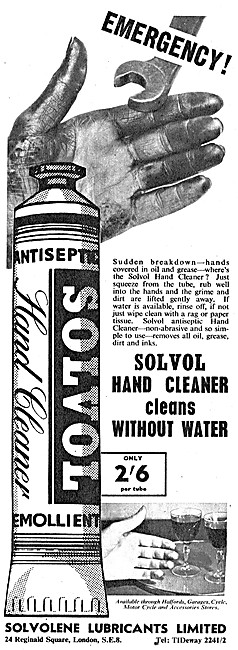 EMERGENCY!
ANTISEPTIC
SOLVOL
Hand Cleaner
EMOLLIENT
Sudden breakdown—hands
covered in oil and grease—where's
the Solvol Hand Cleaner? Just
squeeze from the tube, rub well
into the hands and the grime and
dirt are lifted gently away. If
water is available, rinse off, if not
just wipe clean with a rag or paper
tissue. Solvol antiseptic Hand
Cleaner—non-abrasive and so sim-
ple to use—removes all oil, grease,
dirt and inks.
SOLVOL
HAND CLEANER
cleans
WITHOUT WATER
ONLY
2'6
per tube
Available through Halfords, Garages, Cycle,
Motor Cycle and Accessories Stores.
SOLVOLENE LUBRICANTS LIMITED
24 Reginald Square, London, S.E.8. Tel: TIDeway 2241/2